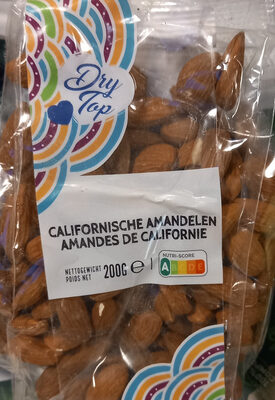 Dry
Top
CALIFORNISCHE AMANDELEN
AMANDES DE CALIFORNIE
NETTOGEWICHT
POIDS NET
200G e
NUTRI-SCORE
A B C D E